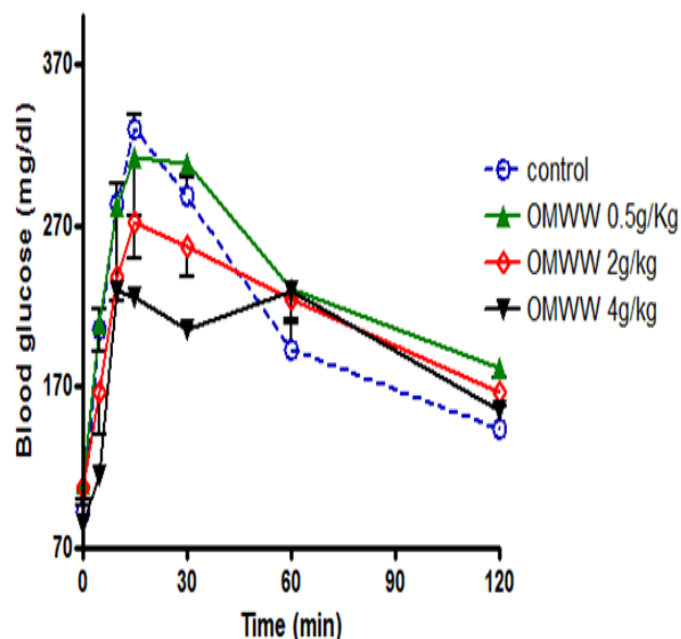 Blood glucose (mg/dl)
370
270
170
70
0
30
60
90
120
Time (min)
control
OMWW 0.5g/Kg
OMWW 2g/kg
OMWW 4g/kg